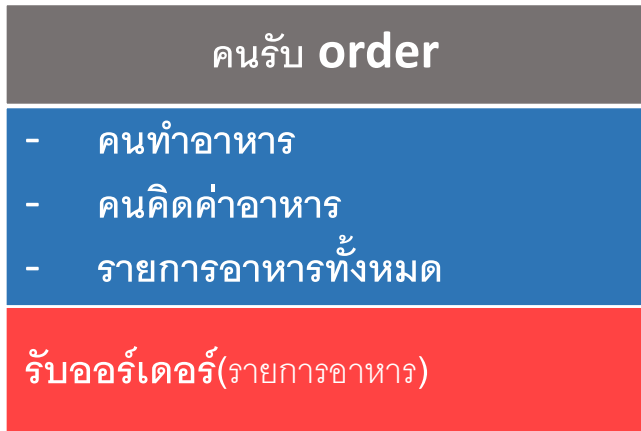 คนรับ order
- คนทำอาหาร
- คนคิดค่าอาหาร
- รายการอาหารทั้งหมด
รับออร์เดอร์(รายการอาหาร)